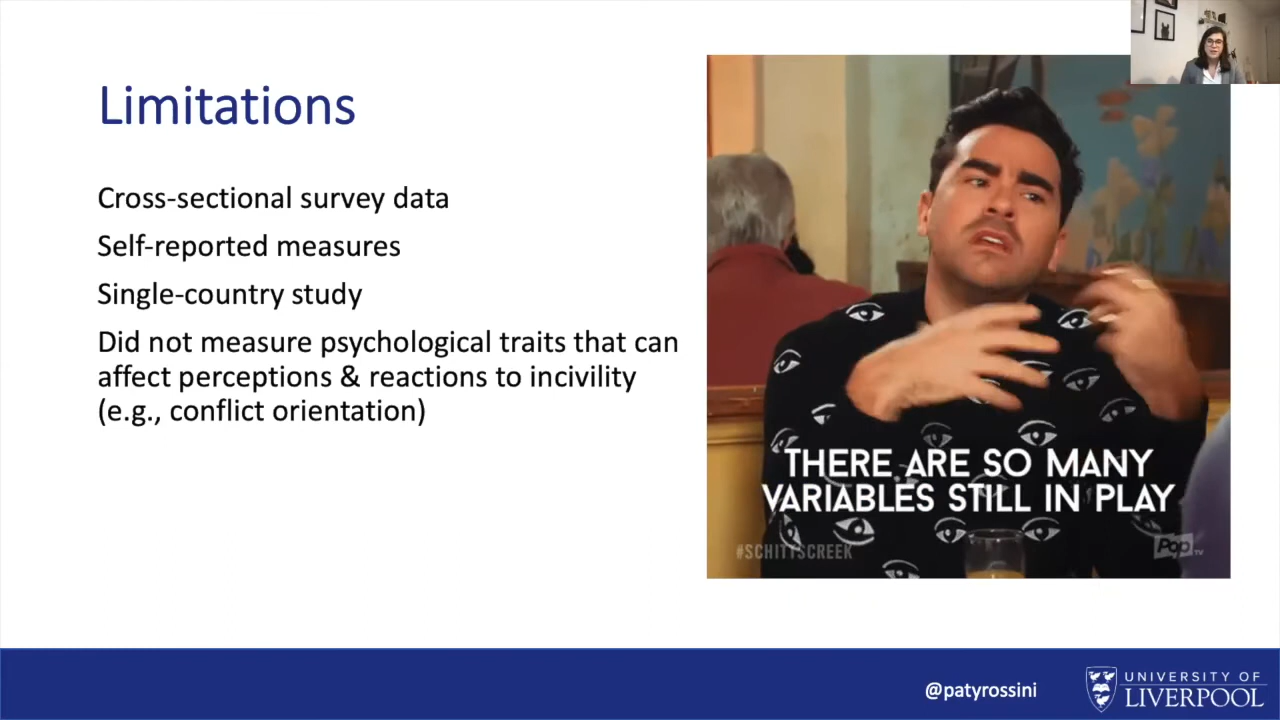 Limitations
Cross-sectional survey data
Self-reported measures
Single-country study
Did not measure psychological traits that can
affect perceptions & reactions to incivility
(e.g., conflict orientation)
THERE ARE SO MANY
VARIABLES STILL IN PLAY
#SCHITTSCREEK
Pop TV
@patyrossini
UNIVERSITY OF
LIVERPOOL